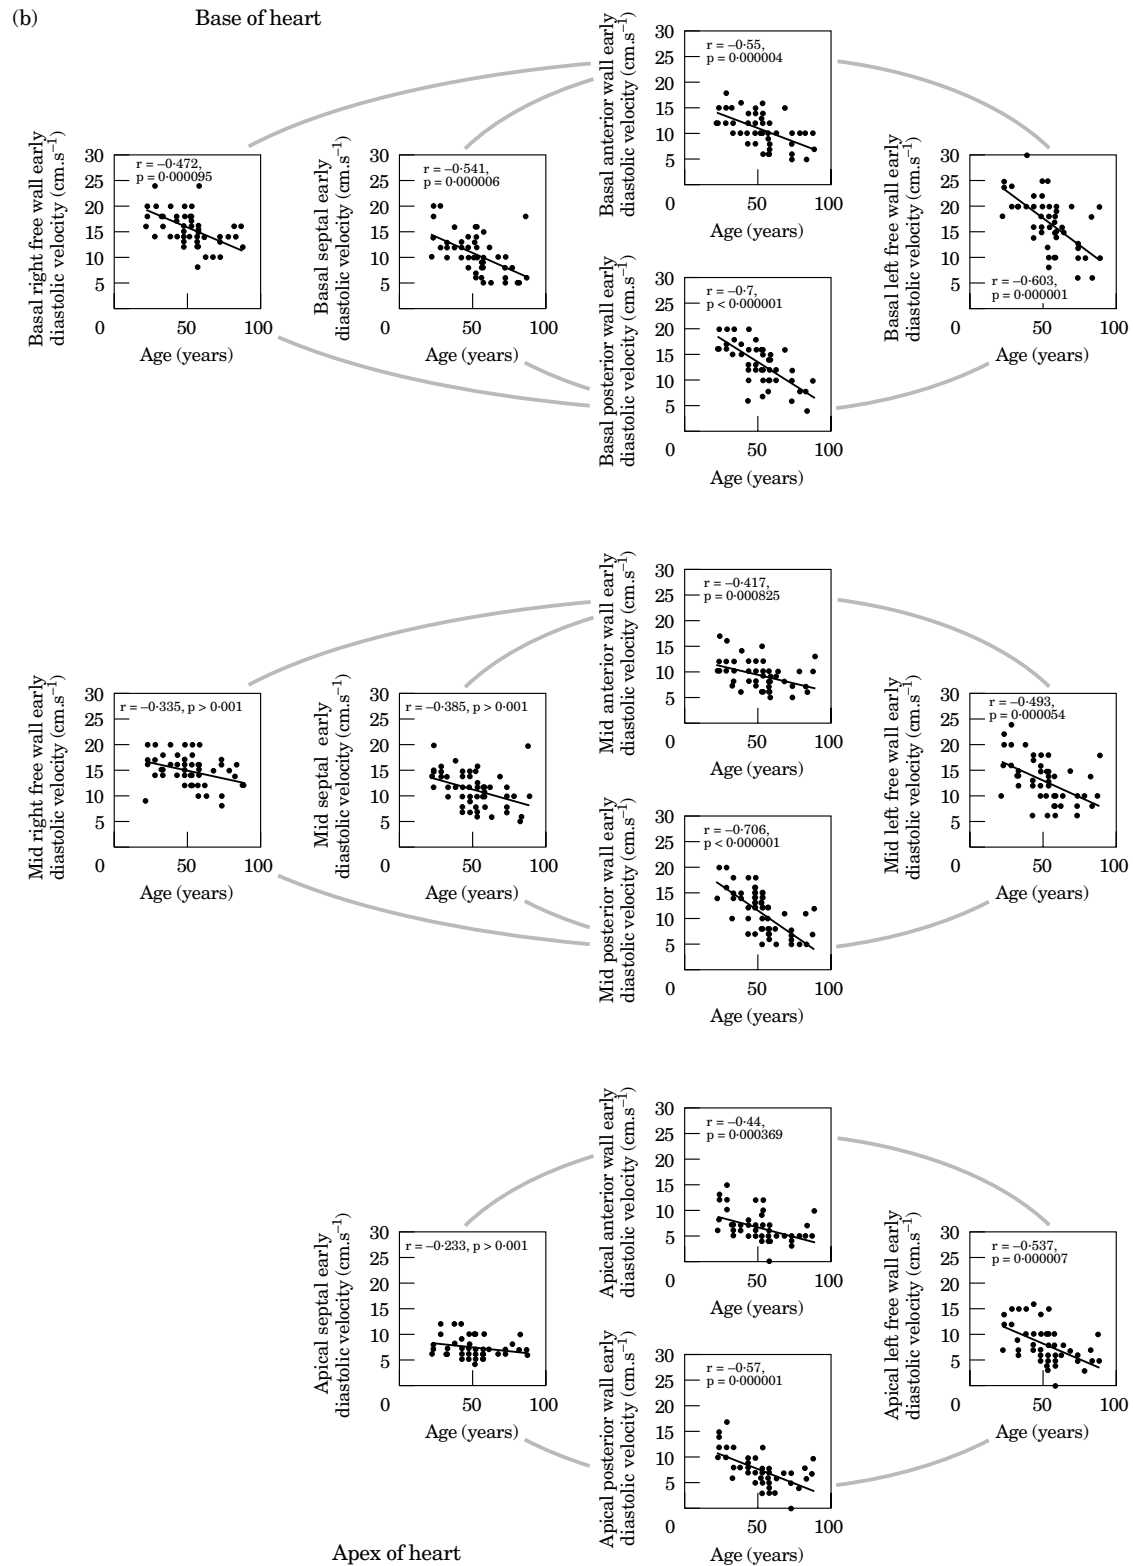 (b)
Base of heart
Basal anterior wall early
diastolic velocity (cm.s⁻¹)
30
25
20
15
10
5
0
50
100
r = –0·55,
p = 0·000004
Age (years)
Basal right free wall early
diastolic velocity (cm.s⁻¹)
30
25
20
15
10
5
0
50
100
r = –0·472,
p = 0·000095
Age (years)
Basal septal early
diastolic velocity (cm.s⁻¹)
30
25
20
15
10
5
0
50
100
r = –0·541,
p = 0·000006
Age (years)
Basal left free wall early
diastolic velocity (cm.s⁻¹)
30
25
20
15
10
5
0
50
100
r = –0·603,
p = 0·000001
Age (years)
Basal posterior wall early
diastolic velocity (cm.s⁻¹)
30
25
20
15
10
5
0
50
100
r = –0·7,
p < 0·000001
Age (years)
Mid anterior wall early
diastolic velocity (cm.s⁻¹)
30
25
20
15
10
5
0
50
100
r = –0·417,
p = 0·000825
Age (years)
Mid right free wall early
diastolic velocity (cm.s⁻¹)
30
25
20
15
10
5
0
50
100
r = –0·335, p > 0·001
Age (years)
Mid septal early
diastolic velocity (cm.s⁻¹)
30
25
20
15
10
5
0
50
100
r = –0·385, p > 0·001
Age (years)
Mid left free wall early
diastolic velocity (cm.s⁻¹)
30
25
20
15
10
5
0
50
100
r = –0·493,
p = 0·000054
Age (years)
Mid posterior wall early
diastolic velocity (cm.s⁻¹)
30
25
20
15
10
5
0
50
100
r = –0·706,
p < 0·000001
Age (years)
Apical anterior wall early
diastolic velocity (cm.s⁻¹)
30
25
20
15
10
5
0
50
100
r = –0·44,
p = 0·000369
Age (years)
Apical septal early
diastolic velocity (cm.s⁻¹)
30
25
20
15
10
5
0
50
100
r = –0·233, p > 0·001
Age (years)
Apical left free wall early
diastolic velocity (cm.s⁻¹)
30
25
20
15
10
5
0
50
100
r = –0·537,
p = 0·000007
Age (years)
Apical posterior wall early
diastolic velocity (cm.s⁻¹)
30
25
20
15
10
5
0
50
100
r = –0·57,
p = 0·000001
Age (years)
Apex of heart